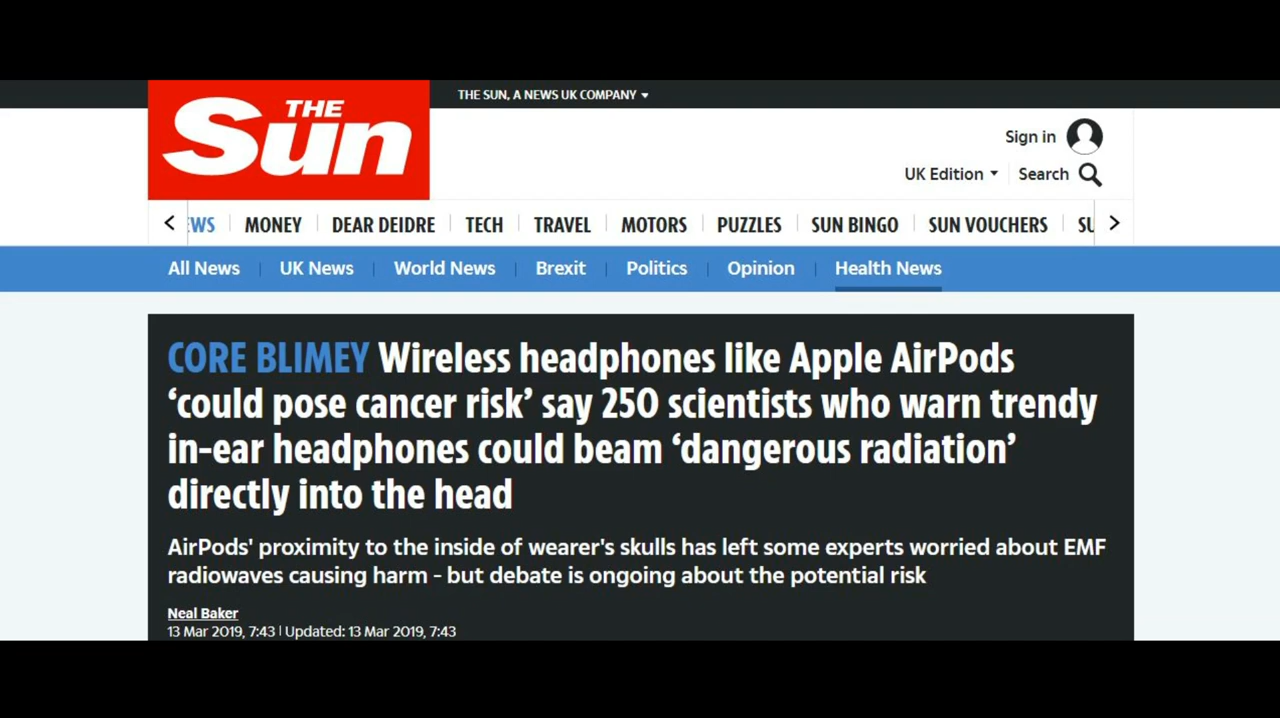 THE SUN, A NEWS UK COMPANY
THE
Sun
Sign in
UK Edition
Search
EWS MONEY DEAR DEIDRE TECH TRAVEL MOTORS PUZZLES SUN BINGO SUN VOUCHERS SU
All News UK News World News Brexit Politics Opinion Health News
CORE BLIMEY Wireless headphones like Apple AirPods
‘could pose cancer risk’ say 250 scientists who warn trendy
in-ear headphones could beam ‘dangerous radiation’
directly into the head
AirPods' proximity to the inside of wearer's skulls has left some experts worried about EMF
radiowaves causing harm - but debate is ongoing about the potential risk
Neal Baker
13 Mar 2019, 7:43 | Updated: 13 Mar 2019, 7:43